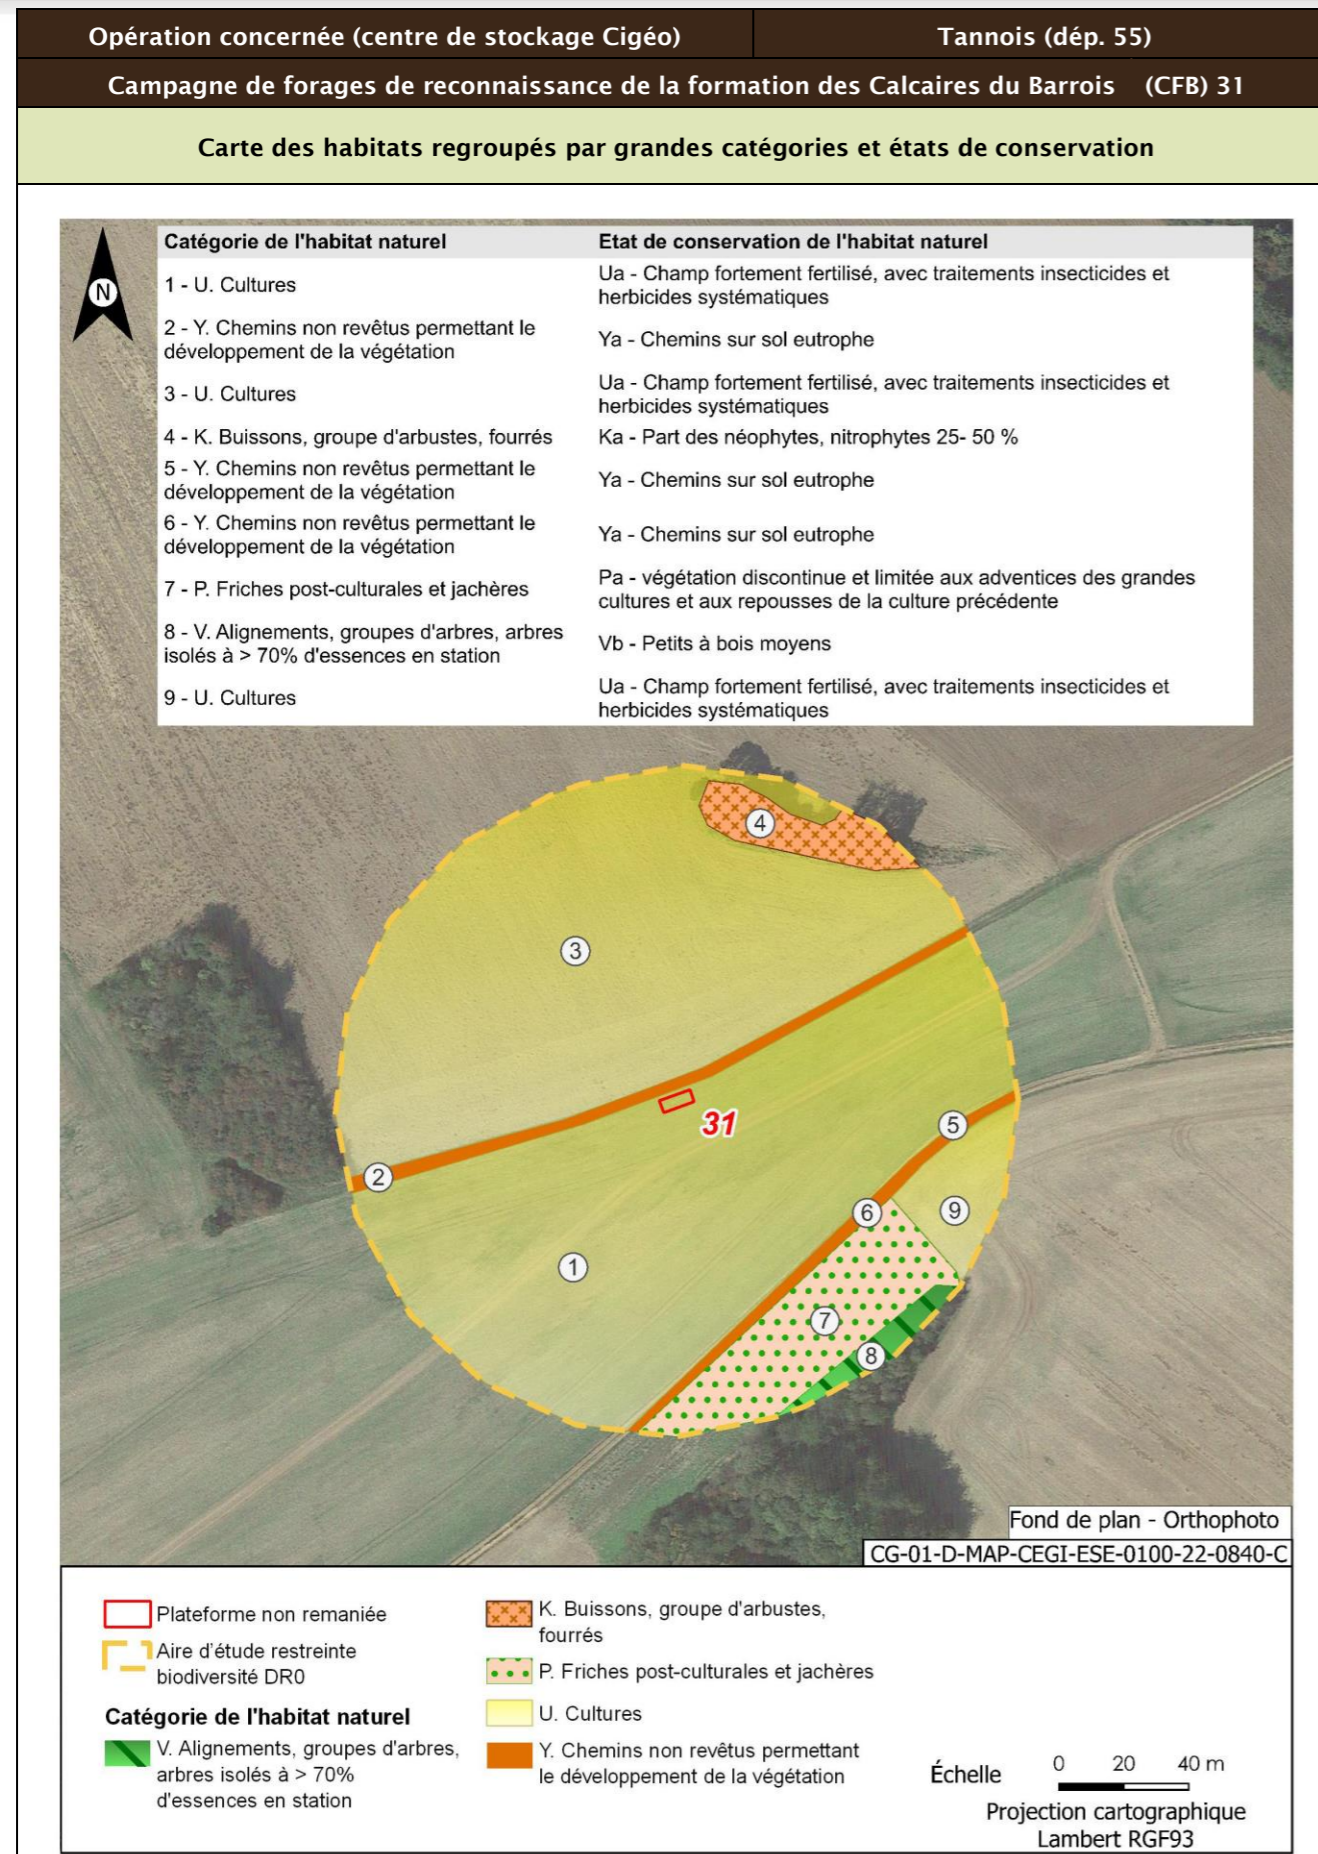 Opération concernée (centre de stockage Cigéo) Tannois (dép. 55)
Campagne de forages de reconnaissance de la formation des Calcaires du Barrois (CFB) 31
Carte des habitats regroupés par grandes catégories et états de conservation
N
Catégorie de l'habitat naturel Etat de conservation de l'habitat naturel
1 - U. Cultures
Ua - Champ fortement fertilisé, avec traitements insecticides et
herbicides systématiques
2 - Y. Chemins non revêtus permettant le
développement de la végétation
Ya - Chemins sur sol eutrophe
3 - U. Cultures
Ua - Champ fortement fertilisé, avec traitements insecticides et
herbicides systématiques
4 - K. Buissons, groupe d'arbustes, fourrés
Ka - Part des néophytes, nitrophytes 25- 50 %
5 - Y. Chemins non revêtus permettant le
développement de la végétation
Ya - Chemins sur sol eutrophe
6 - Y. Chemins non revêtus permettant le
développement de la végétation
Ya - Chemins sur sol eutrophe
7 - P. Friches post-culturales et jachères
Pa - végétation discontinue et limitée aux adventices des grandes
cultures et aux repousses de la culture précédente
8 - V. Alignements, groupes d'arbres, arbres
isolés à > 70% d'essences en station
Vb - Petits à bois moyens
9 - U. Cultures
Ua - Champ fortement fertilisé, avec traitements insecticides et
herbicides systématiques
4
3
31
5
2
6
9
1
7
8
Fond de plan - Orthophoto
CG-01-D-MAP-CEGI-ESE-0100-22-0840-C
Plateforme non remaniée
Aire d'étude restreinte
biodiversité DR0
Catégorie de l'habitat naturel
V. Alignements, groupes d'arbres,
arbres isolés à > 70%
d'essences en station
K. Buissons, groupe d'arbustes,
fourrés
P. Friches post-culturales et jachères
U. Cultures
Y. Chemins non revêtus permettant
le développement de la végétation
Échelle 0 20 40 m
Projection cartographique
Lambert RGF93